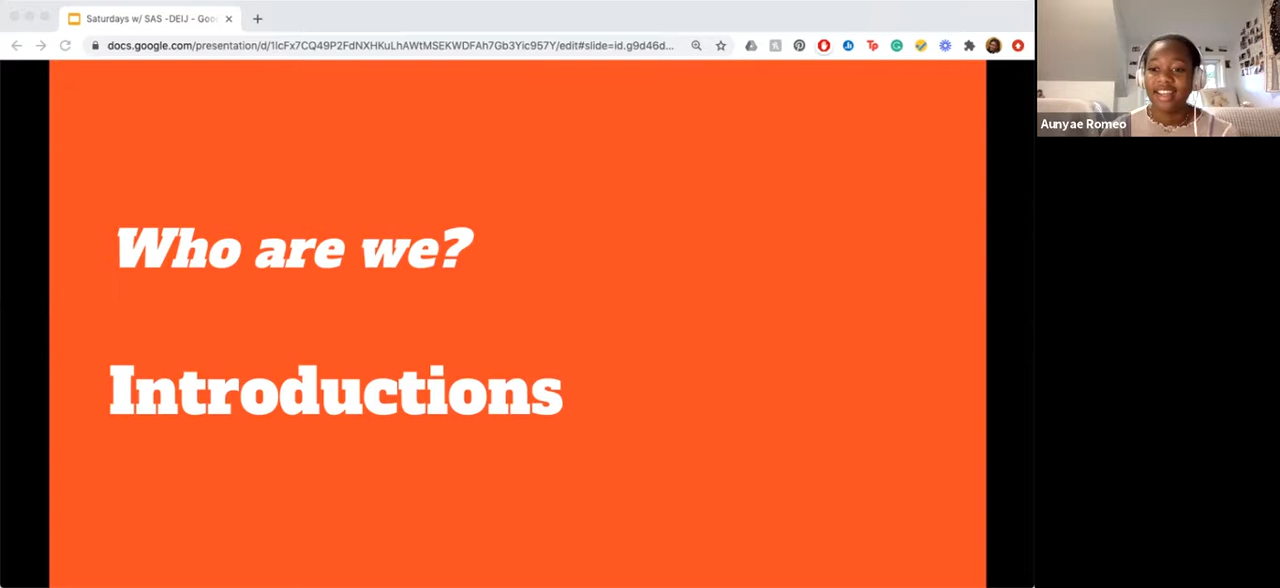 Saturdays w/ SAS -DEIJ - Goo
docs.google.com/presentation/d/1lcFx7CQ49P2FdNXHKuLhAWtMSEKWDFAh7Gb3Yic957Y/edit#slide=id.g9d46d...
Aunyae Romeo
Who are we?
Introductions